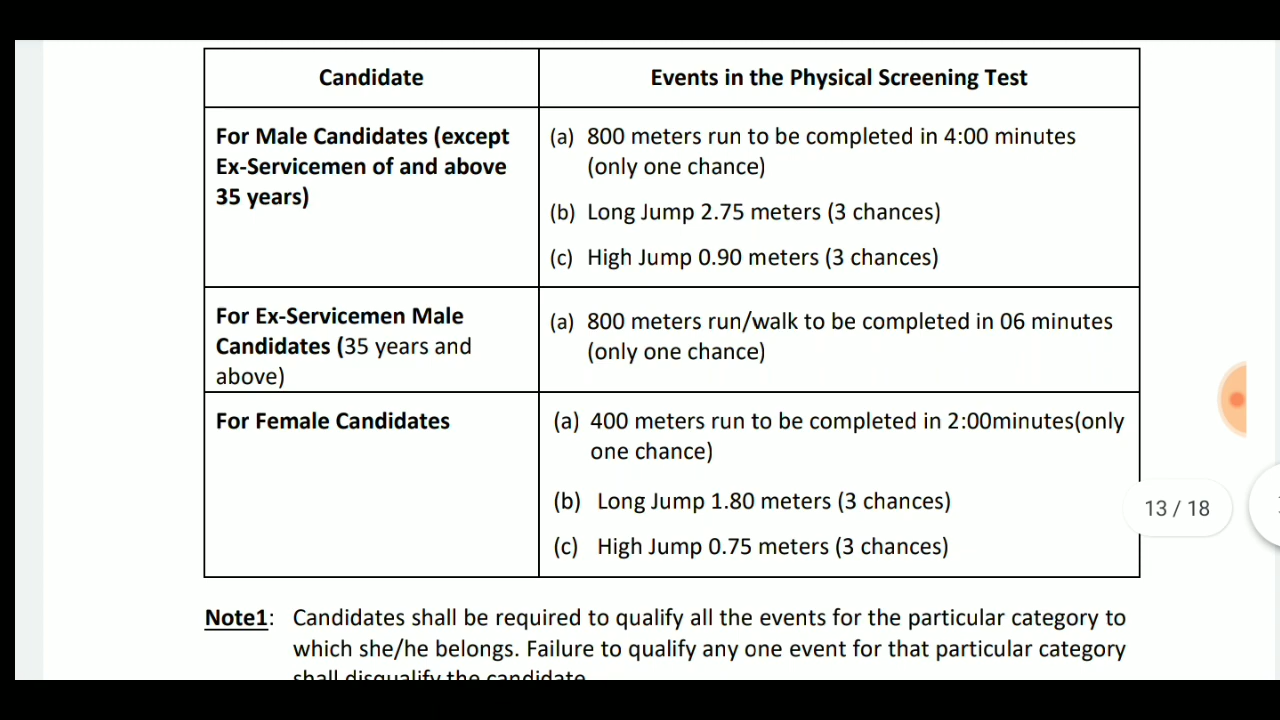 Candidate
Events in the Physical Screening Test
For Male Candidates (except
Ex-Servicemen of and above
35 years)
(a) 800 meters run to be completed in 4:00 minutes
(only one chance)
(b) Long Jump 2.75 meters (3 chances)
(c) High Jump 0.90 meters (3 chances)
For Ex-Servicemen Male
Candidates (35 years and
above)
(a) 800 meters run/walk to be completed in 06 minutes
(only one chance)
For Female Candidates
(a) 400 meters run to be completed in 2:00minutes(only
one chance)
(b) Long Jump 1.80 meters (3 chances)
(c) High Jump 0.75 meters (3 chances)
13 / 18
Note1: Candidates shall be required to qualify all the events for the particular category to
which she/he belongs. Failure to qualify any one event for that particular category
shall disqualify the candidate